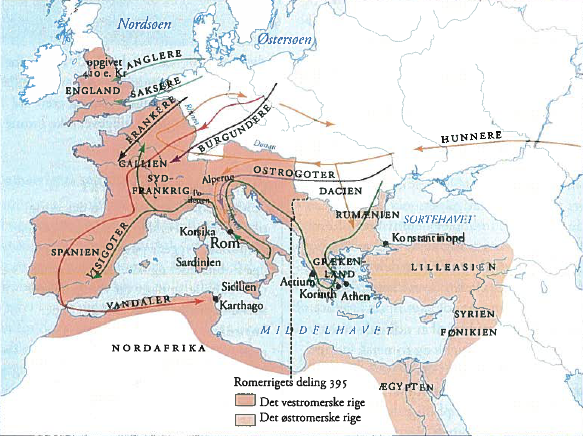 Nordsøen
Østersøen
opgivet
410 e. Kr.
ENGLAND
ANGLERE
SAKSERE
FRANKERE
Rhinen
BURGUNDERE
HUNNERE
Donau
GALLIEN
SYD-
FRANKRIG
Alperne
Po
OSTROGOTER
DACIEN
RUMÆNIEN
SORTEHAVET
Konstantinopel
Korsika
Rom
Sardinien
SPANIEN
VISIGOTER
GRÆKEN-
LAND
LILLEASIEN
Actium
Korinth
Athen
Sicilien
Karthago
VANDALER
SYRIEN
FØNIKIEN
MIDDELHAVET
NORDAFRIKA
ÆGYPTEN
Romerrigets deling 395
Det vestromerske rige
Det østromerske rige